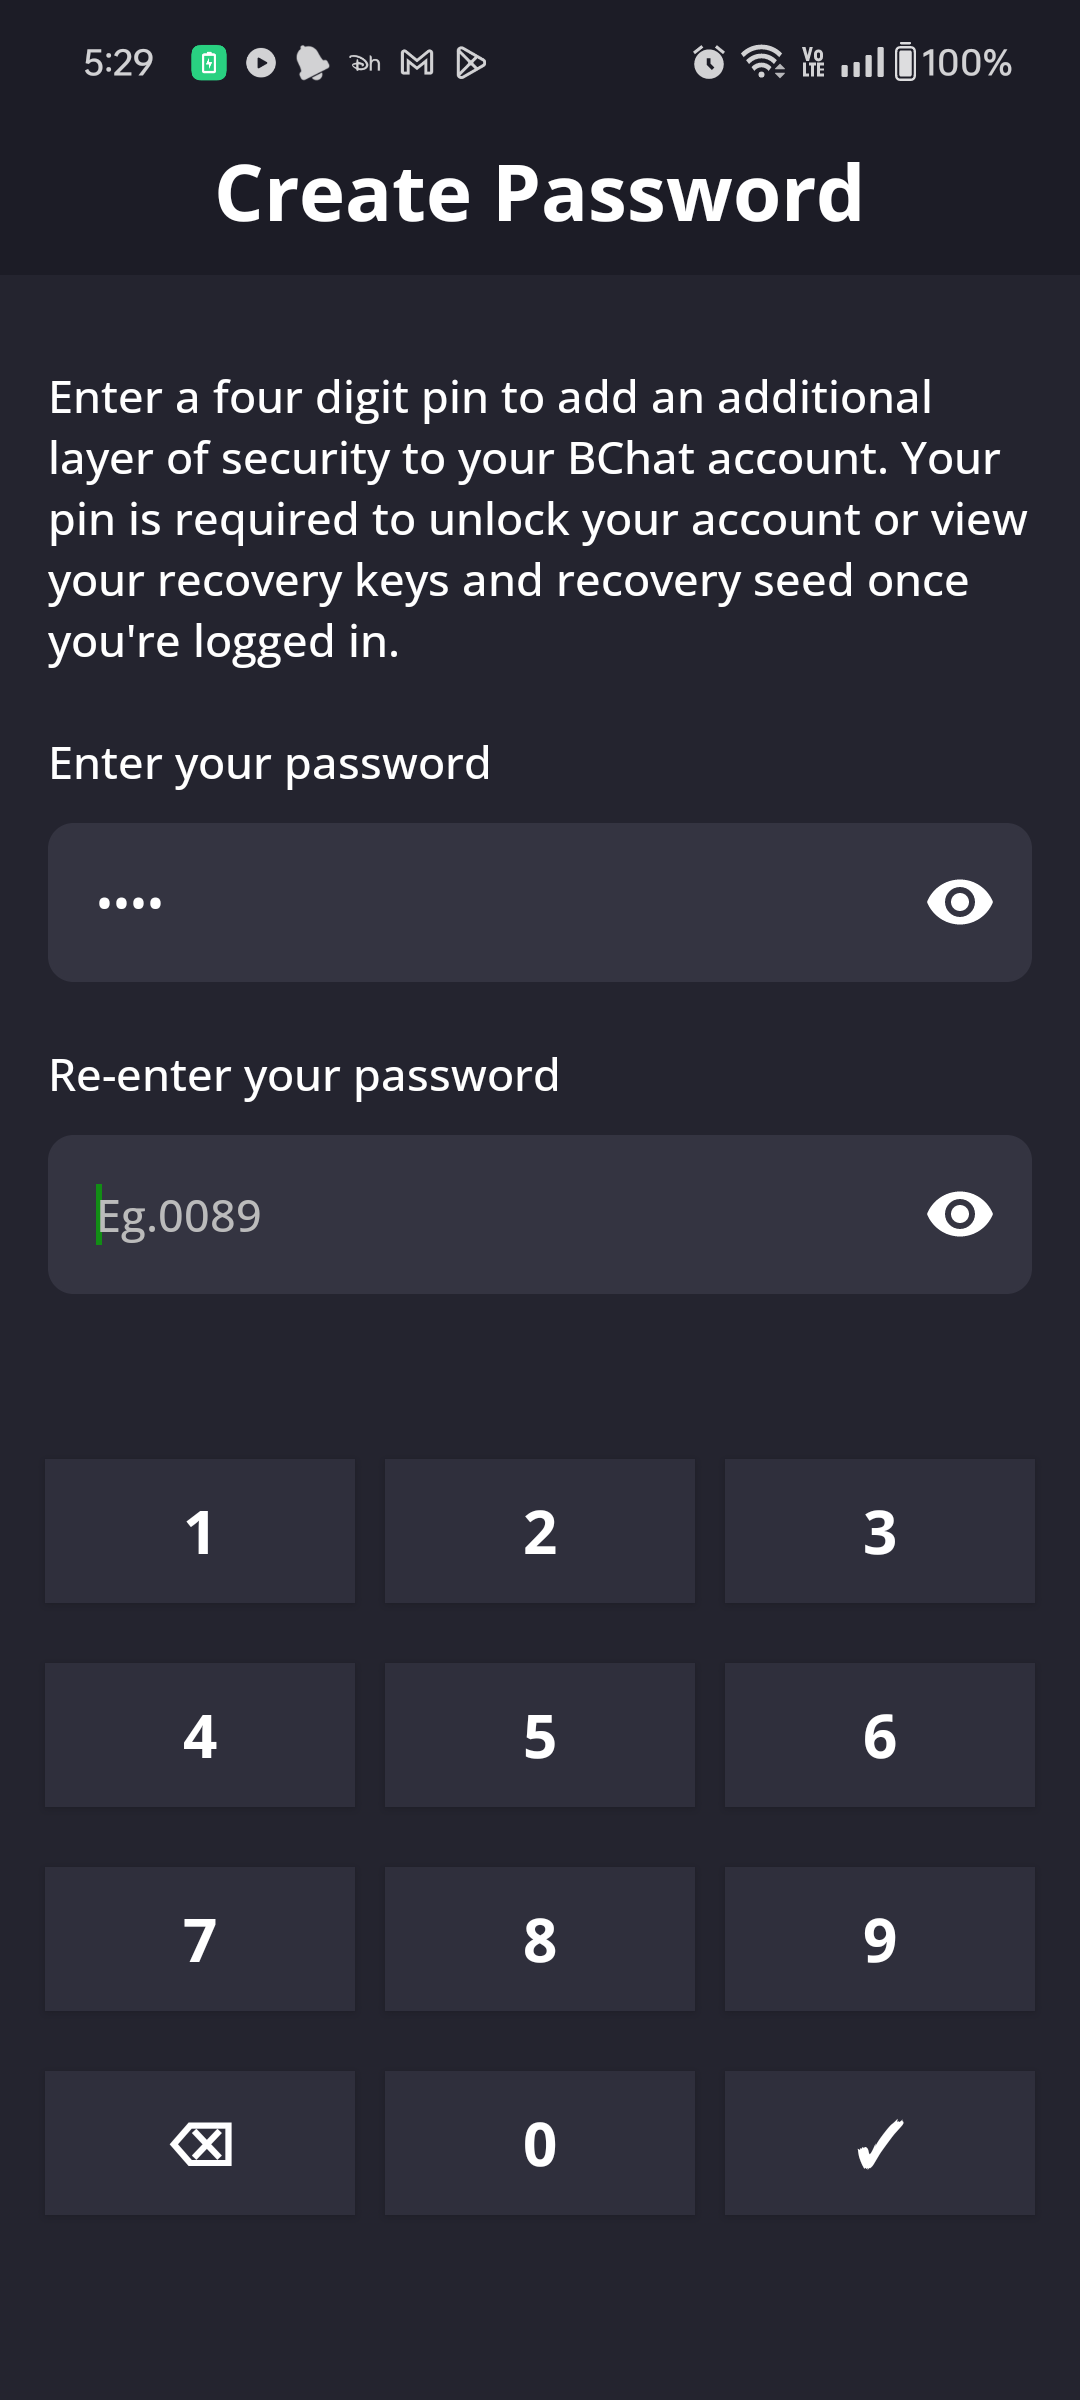 5:29
Vo LTE
100%
Create Password
Enter a four digit pin to add an additional
layer of security to your BChat account. Your
pin is required to unlock your account or view
your recovery keys and recovery seed once
you're logged in.
Enter your password
••••
Re-enter your password
Eg.0089
1 2 3
4 5 6
7 8 9
0